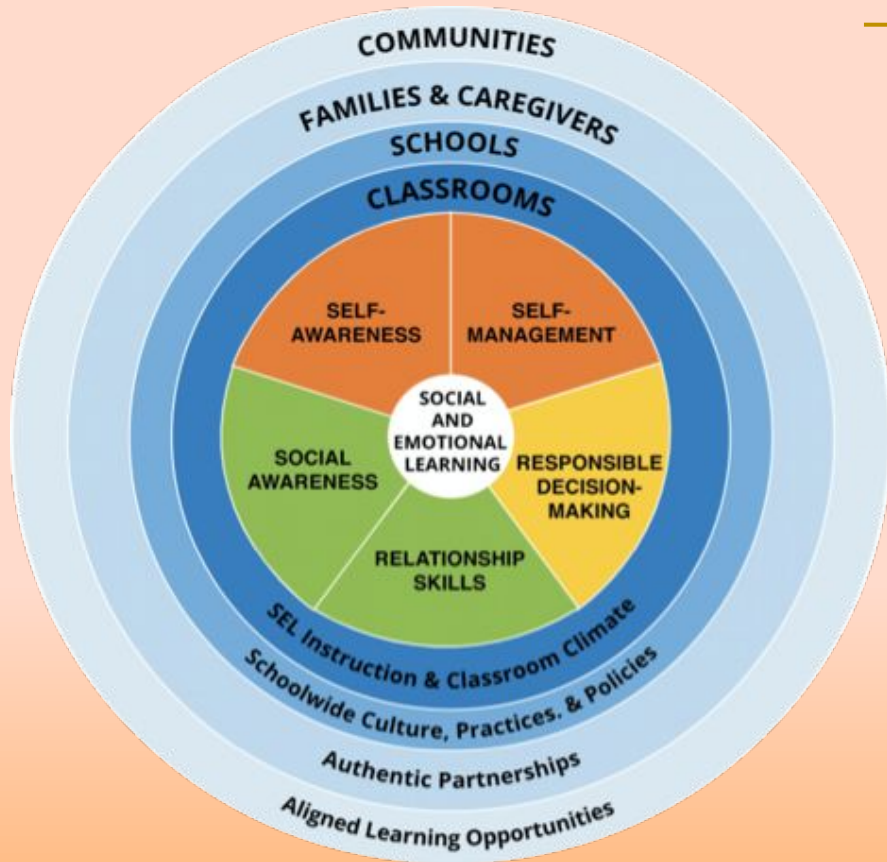 COMMUNITIES
FAMILIES & CAREGIVERS
SCHOOLS
CLASSROOMS
SELF-
AWARENESS
SELF-
MANAGEMENT
SOCIAL
AND
EMOTIONAL
LEARNING
SOCIAL
AWARENESS
RESPONSIBLE
DECISION-
MAKING
RELATIONSHIP
SKILLS
SEL Instruction & Classroom Climate
Schoolwide Culture, Practices. & Policies
Authentic Partnerships
Aligned Learning Opportunities